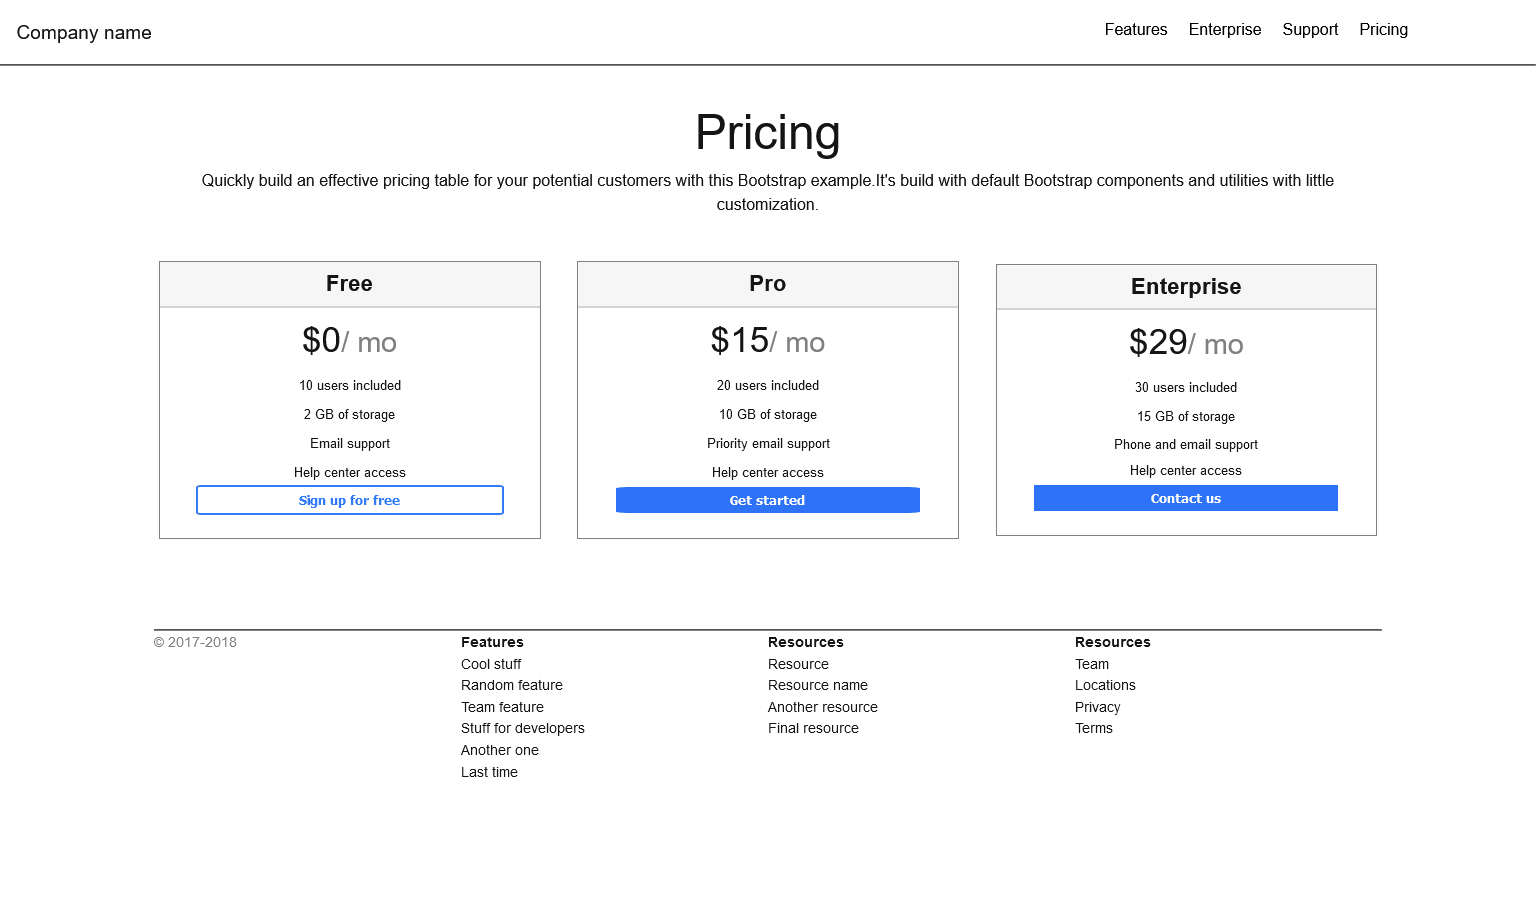 Company name
Features Enterprise Support Pricing
Pricing
Quickly build an effective pricing table for your potential customers with this Bootstrap example.It's build with default Bootstrap components and utilities with little
customization.
Free
$0/ mo
10 users included
2 GB of storage
Email support
Help center access
Sign up for free
Pro
$15/ mo
20 users included
10 GB of storage
Priority email support
Help center access
Get started
Enterprise
$29/ mo
30 users included
15 GB of storage
Phone and email support
Help center access
Contact us
© 2017-2018
Features
Cool stuff
Random feature
Team feature
Stuff for developers
Another one
Last time
Resources
Resource
Resource name
Another resource
Final resource
Resources
Team
Locations
Privacy
Terms